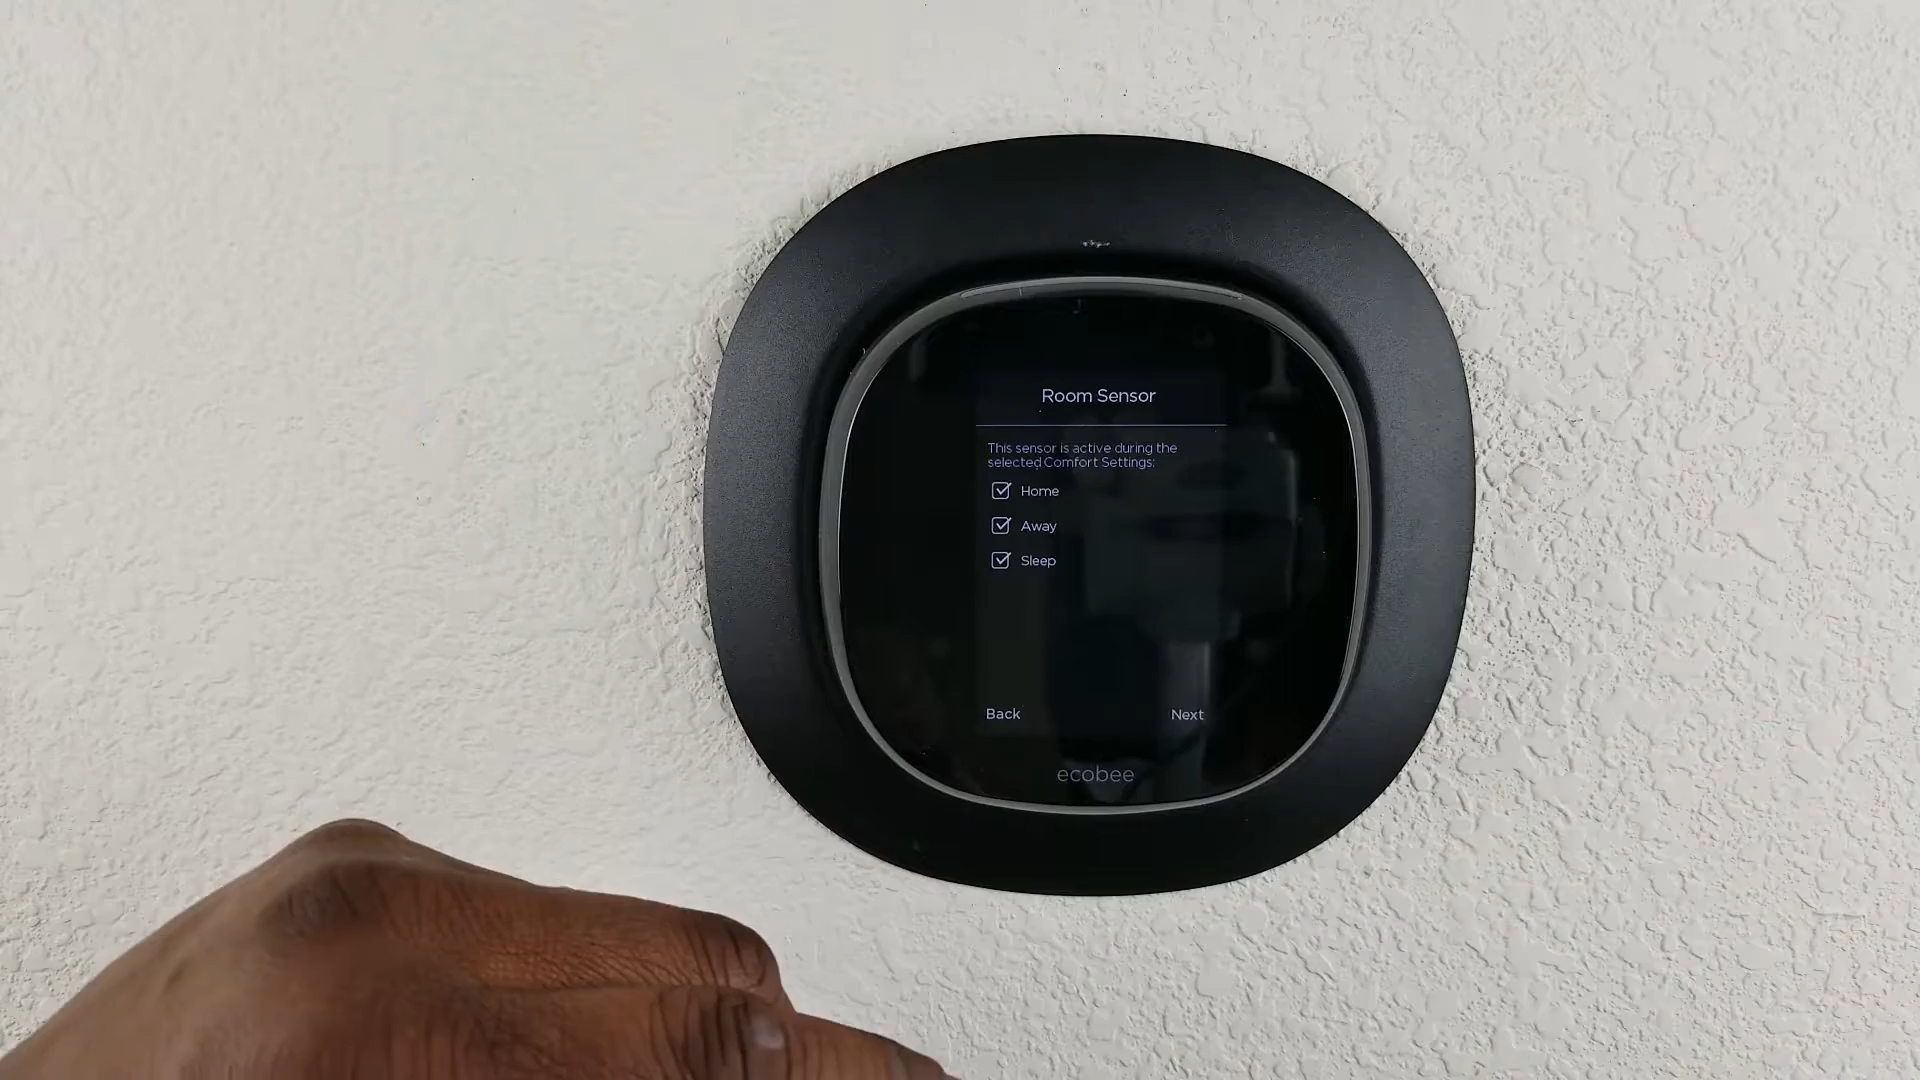 Room Sensor
This sensor is active during the
selected Comfort Settings:
Home
Away
Sleep
Back
Next
ecobee